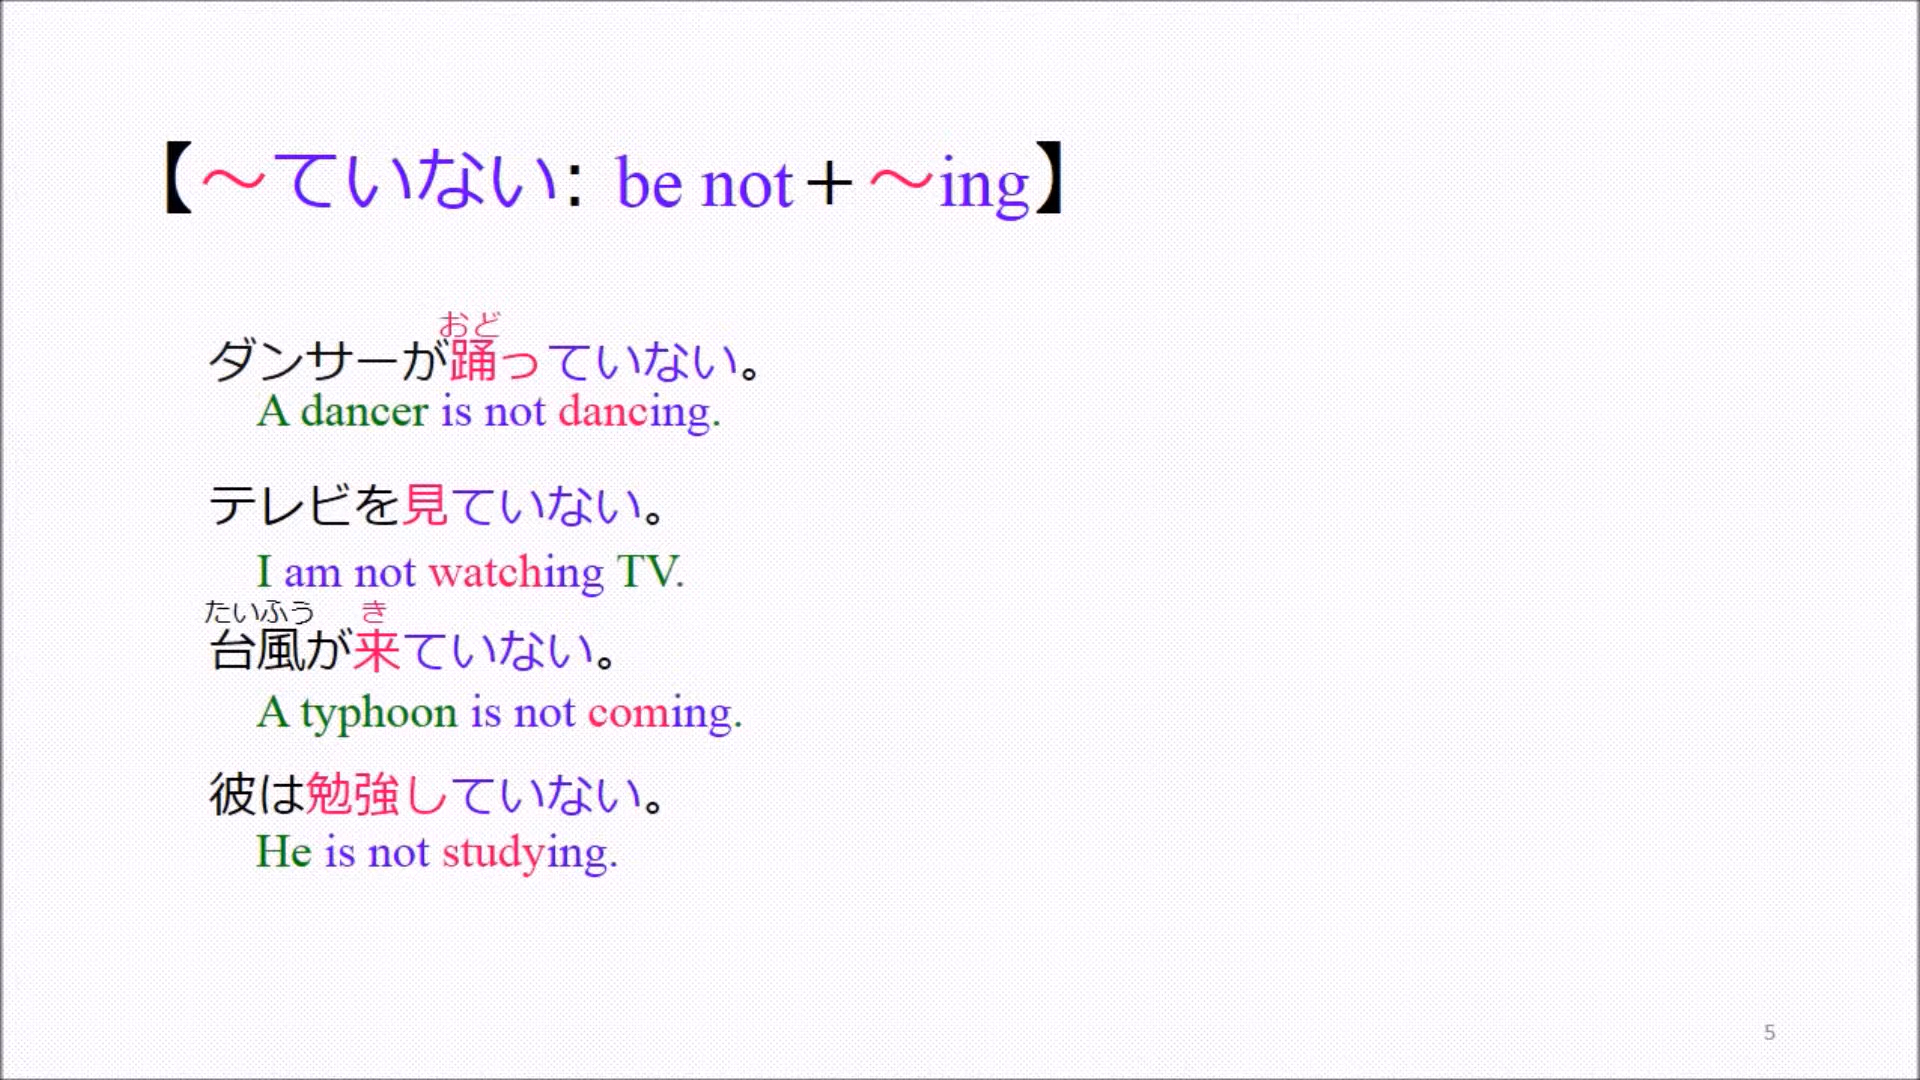 【～ていない: be not＋～ing】
おど
ダンサーが踊っていない。
A dancer is not dancing.
テレビを見ていない。
I am not watching TV.
たいふう き
台風が来ていない。
A typhoon is not coming.
彼は勉強していない。
He is not studying.
5